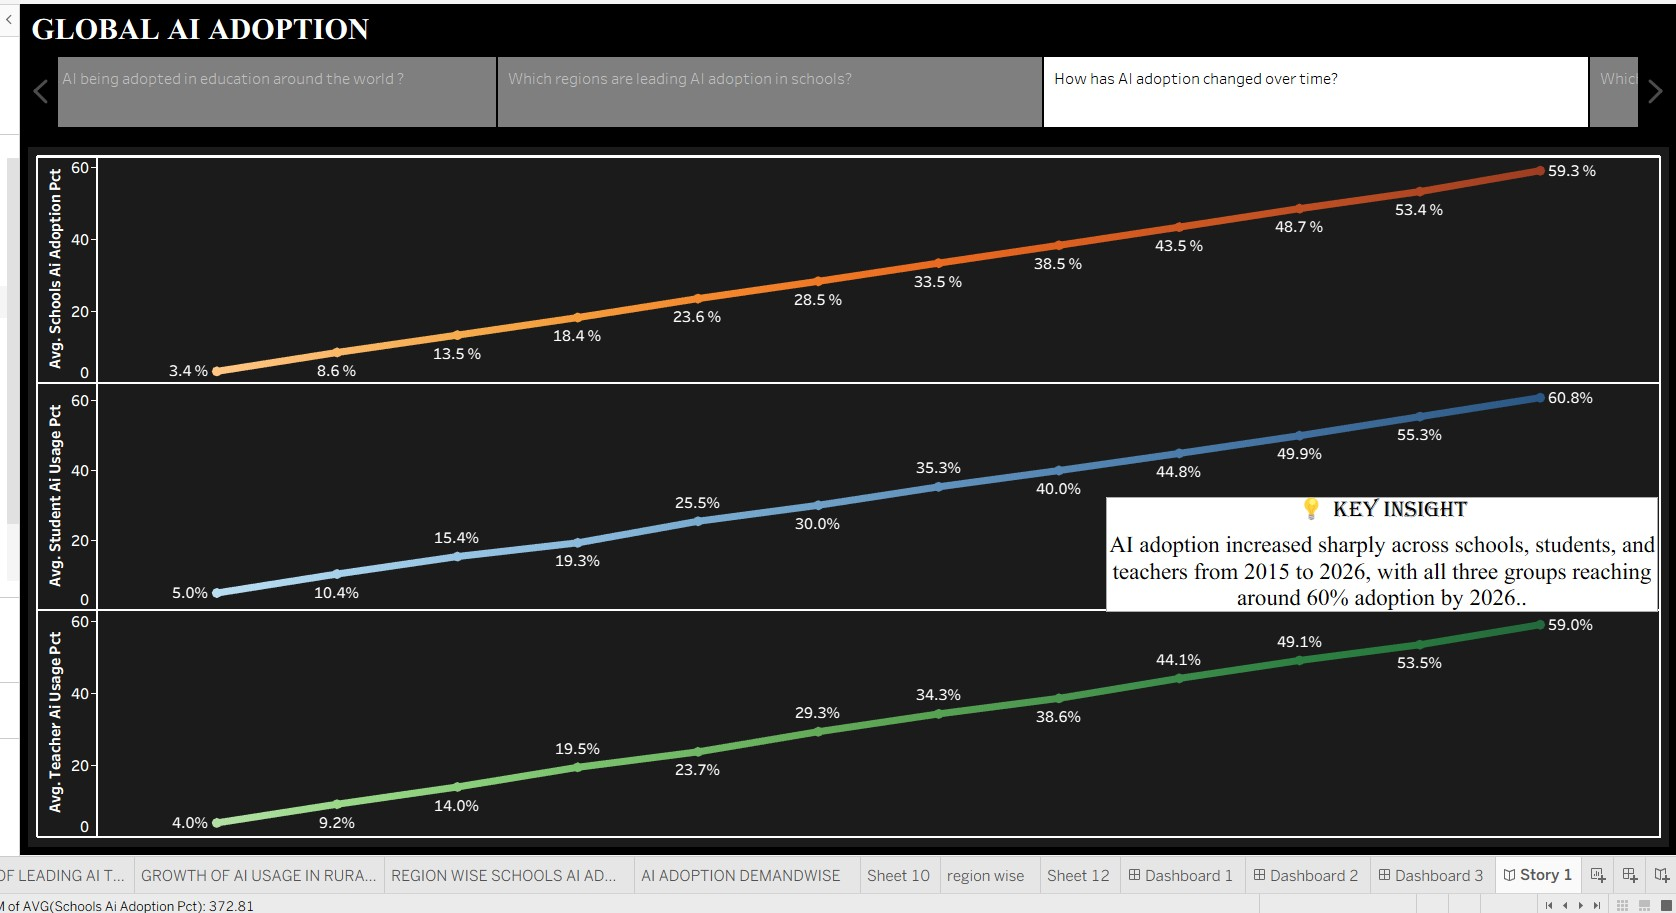 GLOBAL AI ADOPTION
AI being adopted in education around the world ?
Which regions are leading AI adoption in schools?
How has AI adoption changed over time?
Avg. Schools Ai Adoption Pct
60
40
20
0
3.4 %
8.6 %
13.5 %
18.4 %
23.6 %
28.5 %
33.5 %
38.5 %
43.5 %
48.7 %
53.4 %
59.3 %
Avg. Student Ai Usage Pct
60
40
20
0
5.0%
10.4%
15.4%
19.3%
25.5%
30.0%
35.3%
40.0%
44.8%
49.9%
55.3%
60.8%
💡 KEY INSIGHT
AI adoption increased sharply across schools, students, and
teachers from 2015 to 2026, with all three groups reaching
around 60% adoption by 2026..
Avg. Teacher Ai Usage Pct
60
40
20
0
4.0%
9.2%
14.0%
19.5%
23.7%
29.3%
34.3%
38.6%
44.1%
49.1%
53.5%
59.0%
OF LEADING AI T...
GROWTH OF AI USAGE IN RURA...
REGION WISE SCHOOLS AI AD...
AI ADOPTION DEMANDWISE
Sheet 10
region wise
Sheet 12
Dashboard 1
Dashboard 2
Dashboard 3
Story 1
of AVG(Schools Ai Adoption Pct): 372.81